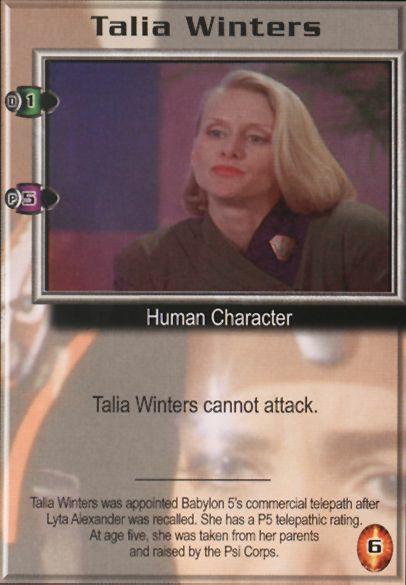 Talia Winters
D 1
P 5
Human Character
Talia Winters cannot attack.
Talia Winters was appointed Babylon 5's commercial telepath after
Lyta Alexander was recalled. She has a P5 telepathic rating.
At age five, she was taken from her parents
and raised by the Psi Corps.
6